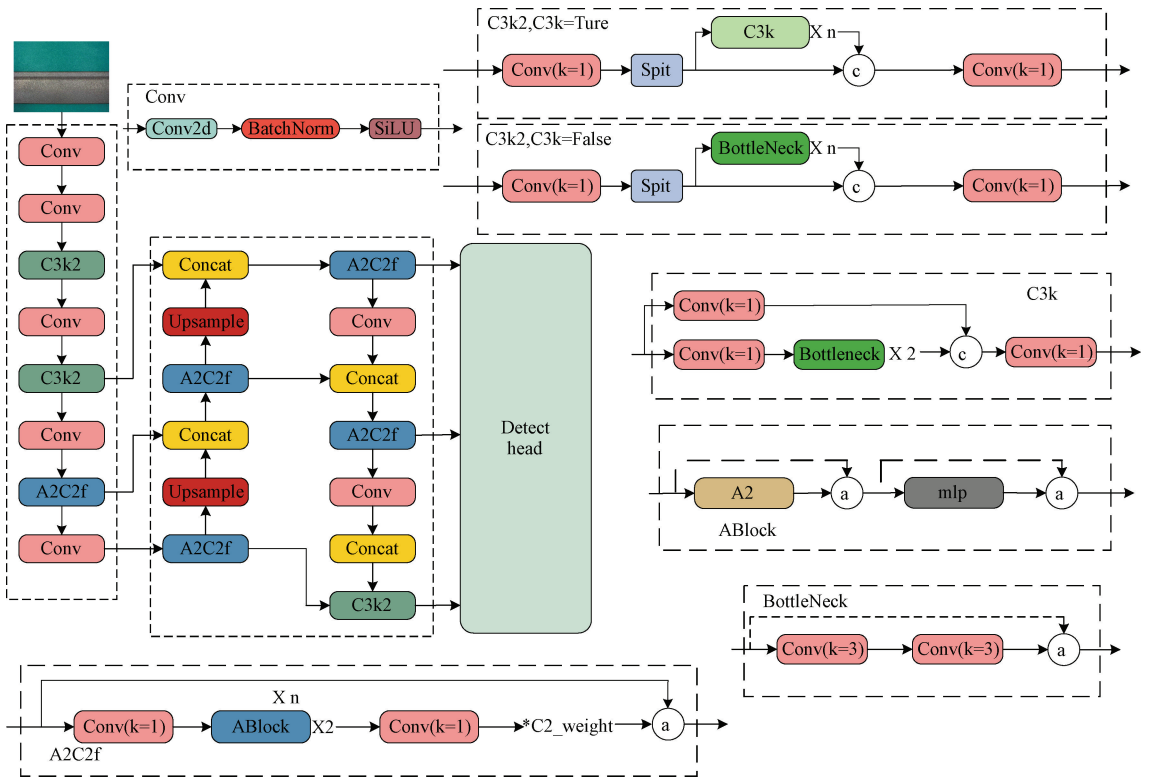 C3k2,C3k=Ture
C3k
X n
Conv(k=1)
Spit
c
Conv(k=1)
Conv
Conv2d
BatchNorm
SiLU
C3k2,C3k=False
BottleNeck
X n
Conv(k=1)
Spit
c
Conv(k=1)
Conv
Conv
C3k2
Conv
C3k2
Conv
A2C2f
Conv
Concat
Upsample
A2C2f
Concat
Upsample
A2C2f
A2C2f
Conv
Concat
A2C2f
Conv
Concat
C3k2
Detect
head
C3k
Conv(k=1)
Conv(k=1)
Bottleneck
X 2
c
Conv(k=1)
A2
a
mlp
a
ABlock
BottleNeck
Conv(k=3)
Conv(k=3)
a
X n
Conv(k=1)
ABlock
X2
Conv(k=1)
*C2_weight
a
A2C2f